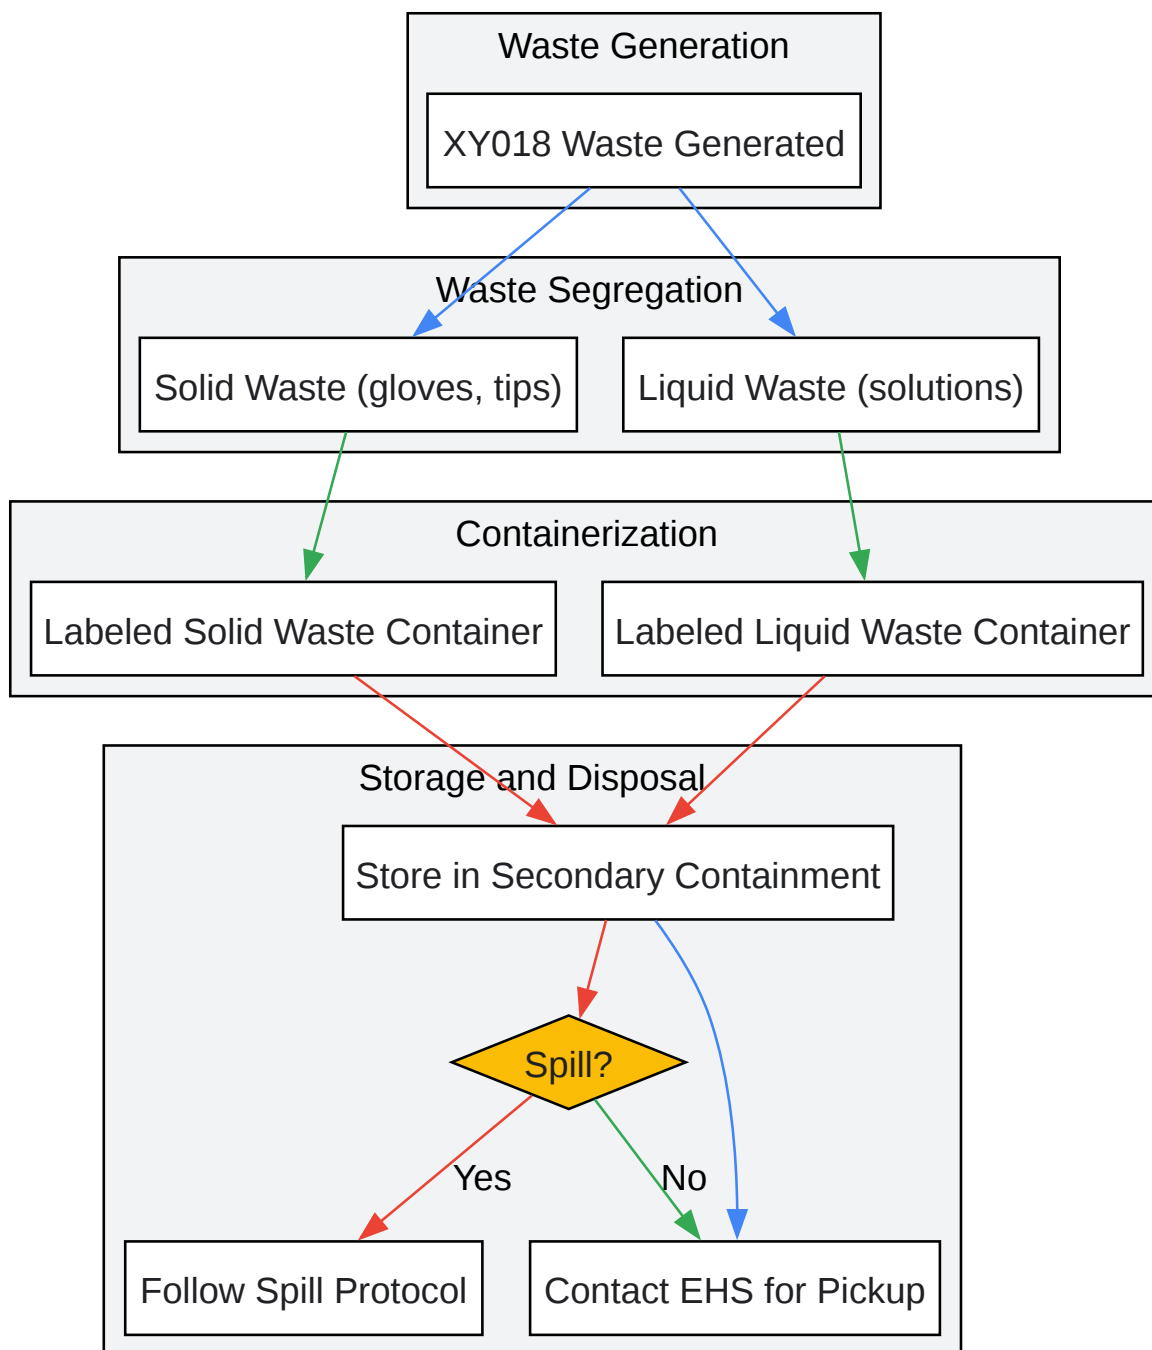 Waste Generation
XY018 Waste Generated
Waste Segregation
Solid Waste (gloves, tips)
Liquid Waste (solutions)
Containerization
Labeled Solid Waste Container
Labeled Liquid Waste Container
Storage and Disposal
Store in Secondary Containment
Spill?
Yes
No
Follow Spill Protocol
Contact EHS for Pickup